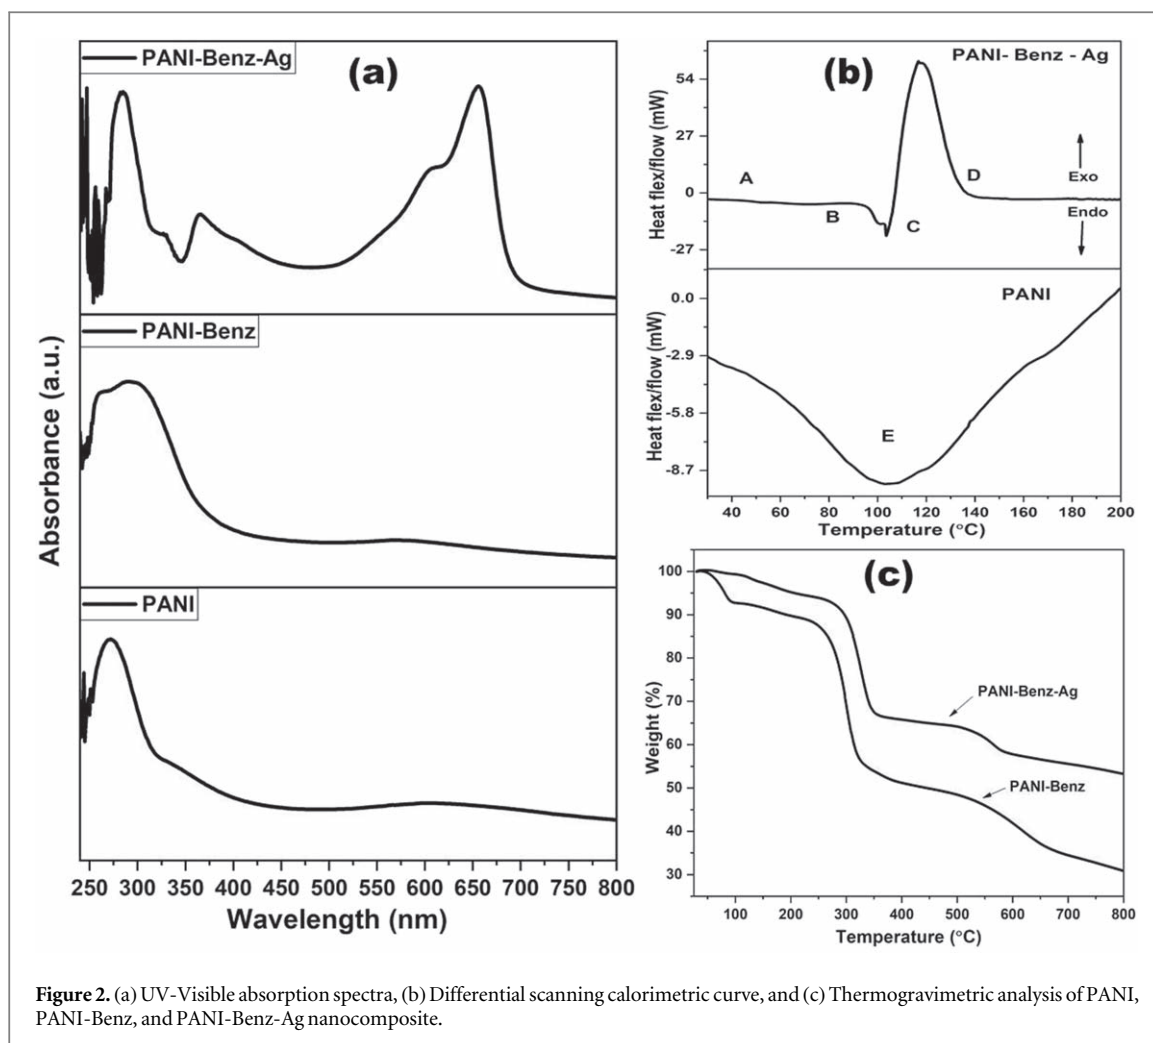 PANI-Benz-Ag
(a)
PANI-Benz
PANI
Absorbance (a.u.)
250 300 350 400 450 500 550 600 650 700 750 800
Wavelength (nm)
(b)
PANI- Benz - Ag
Heat flex/flow (mW)
54
27
0
-27
A
B
C
D
Exo
Endo
PANI
Heat flex/flow (mW)
0.0
-2.9
-5.8
-8.7
E
40 60 80 100 120 140 160 180 200
Temperature (°C)
(c)
Weight (%)
100
90
80
70
60
50
40
30
PANI-Benz-Ag
PANI-Benz
100 200 300 400 500 600 700 800
Temperature (°C)
Figure 2. (a) UV-Visible absorption spectra, (b) Differential scanning calorimetric curve, and (c) Thermogravimetric analysis of PANI,
PANI-Benz, and PANI-Benz-Ag nanocomposite.